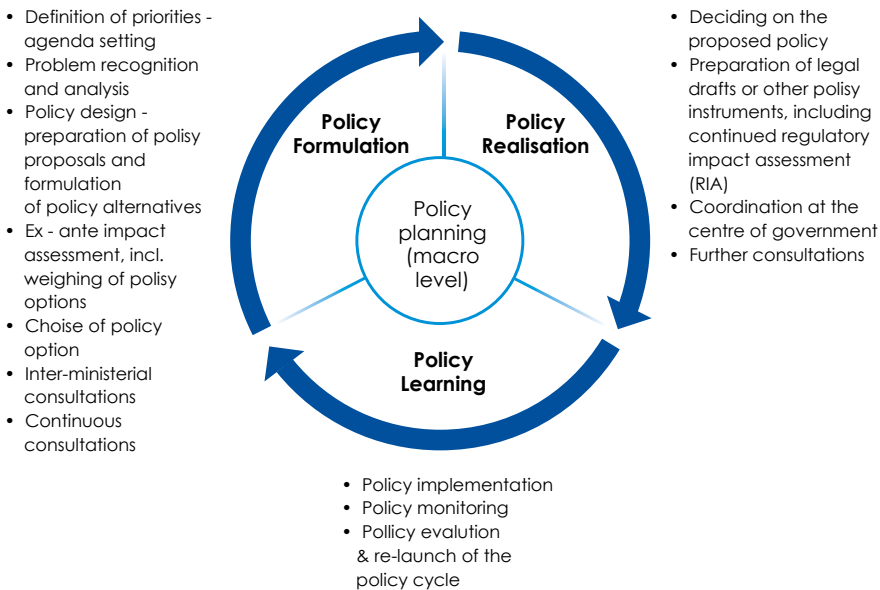 • Definition of priorities -
agenda setting
• Problem recognition
and analysis
• Policy design -
preparation of polisy
proposals and
formulation
of policy alternatives
• Ex - ante impact
assessment, incl.
weighing of polisy
options
• Choise of policy
option
• Inter-ministerial
consultations
• Continuous
consultations
Policy
Formulation
Policy
Realisation
Policy
planning
(macro
level)
Policy
Learning
• Deciding on the
proposed policy
• Preparation of legal
drafts or other polisy
instruments, including
continued regulatory
impact assessment
(RIA)
• Coordination at the
centre of government
• Further consultations
• Policy implementation
• Policy monitoring
• Pollicy evalution
& re-launch of the
policy cycle